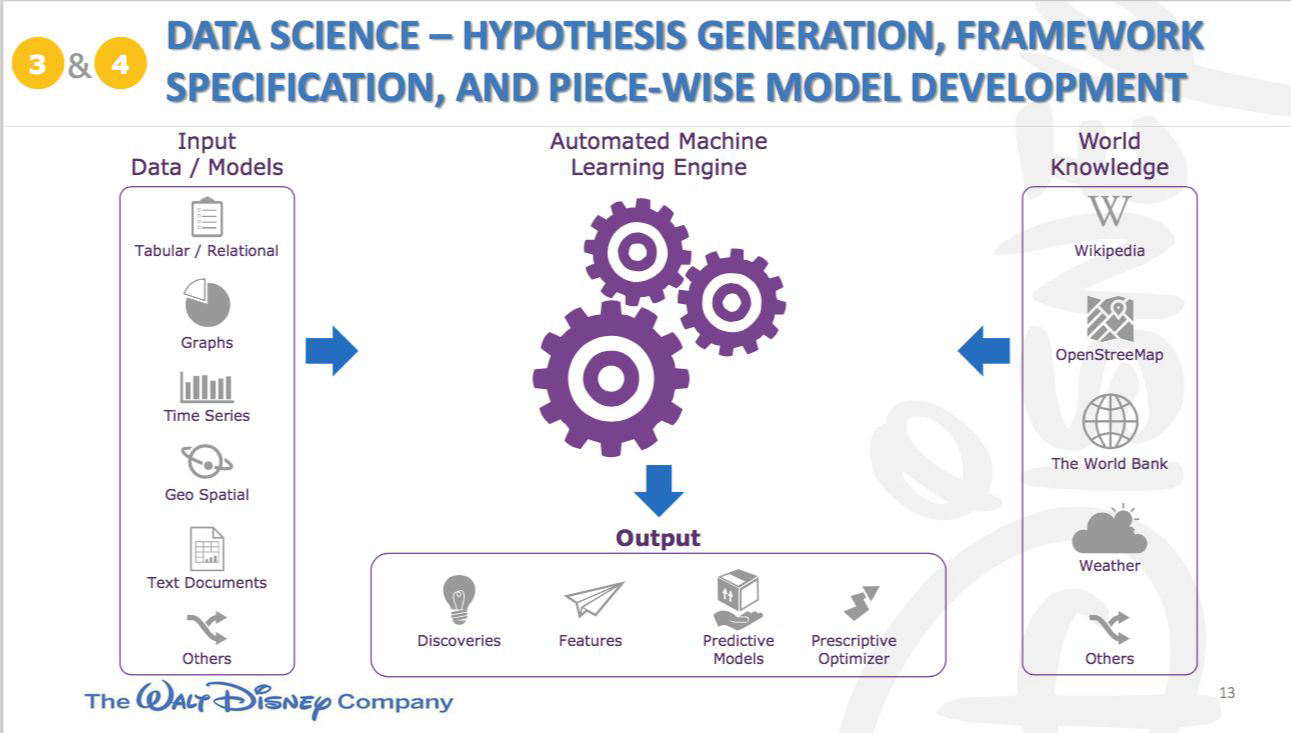 3 & 4
DATA SCIENCE – HYPOTHESIS GENERATION, FRAMEWORK
SPECIFICATION, AND PIECE-WISE MODEL DEVELOPMENT
Input
Data / Models
Tabular / Relational
Graphs
Time Series
Geo Spatial
Text Documents
Others
Automated Machine
Learning Engine
Output
Discoveries
Features
Predictive
Models
Prescriptive
Optimizer
World
Knowledge
W
Wikipedia
OpenStreeMap
The World Bank
Weather
Others
The WALT DISNEY Company
13